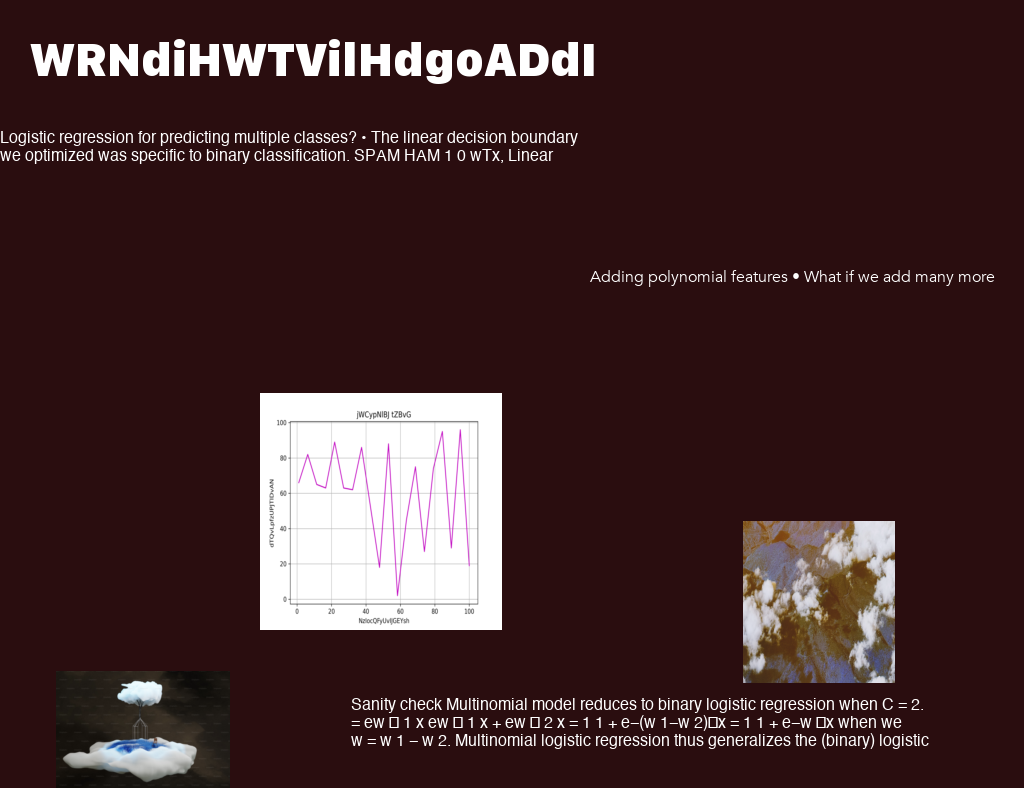 WRNdiHWTVilHdgoADdI
Logistic regression for predicting multiple classes? • The linear decision boundary
we optimized was specific to binary classification. SPAM HAM 1 0 wTx, Linear
Adding polynomial features • What if we add many more
jWCypNlBj tZBvG
100
80
60
40
20
0
0 20 40 60 80 100
NzlocQFyUvlJGEYsh
Sanity check Multinomial model reduces to binary logistic regression when C = 2.
= ew □ 1 x ew □ 1 x + ew □ 2 x = 1 1 + e−(w 1−w 2)□x = 1 1 + e−w □x when we
w = w 1 − w 2. Multinomial logistic regression thus generalizes the (binary) logistic